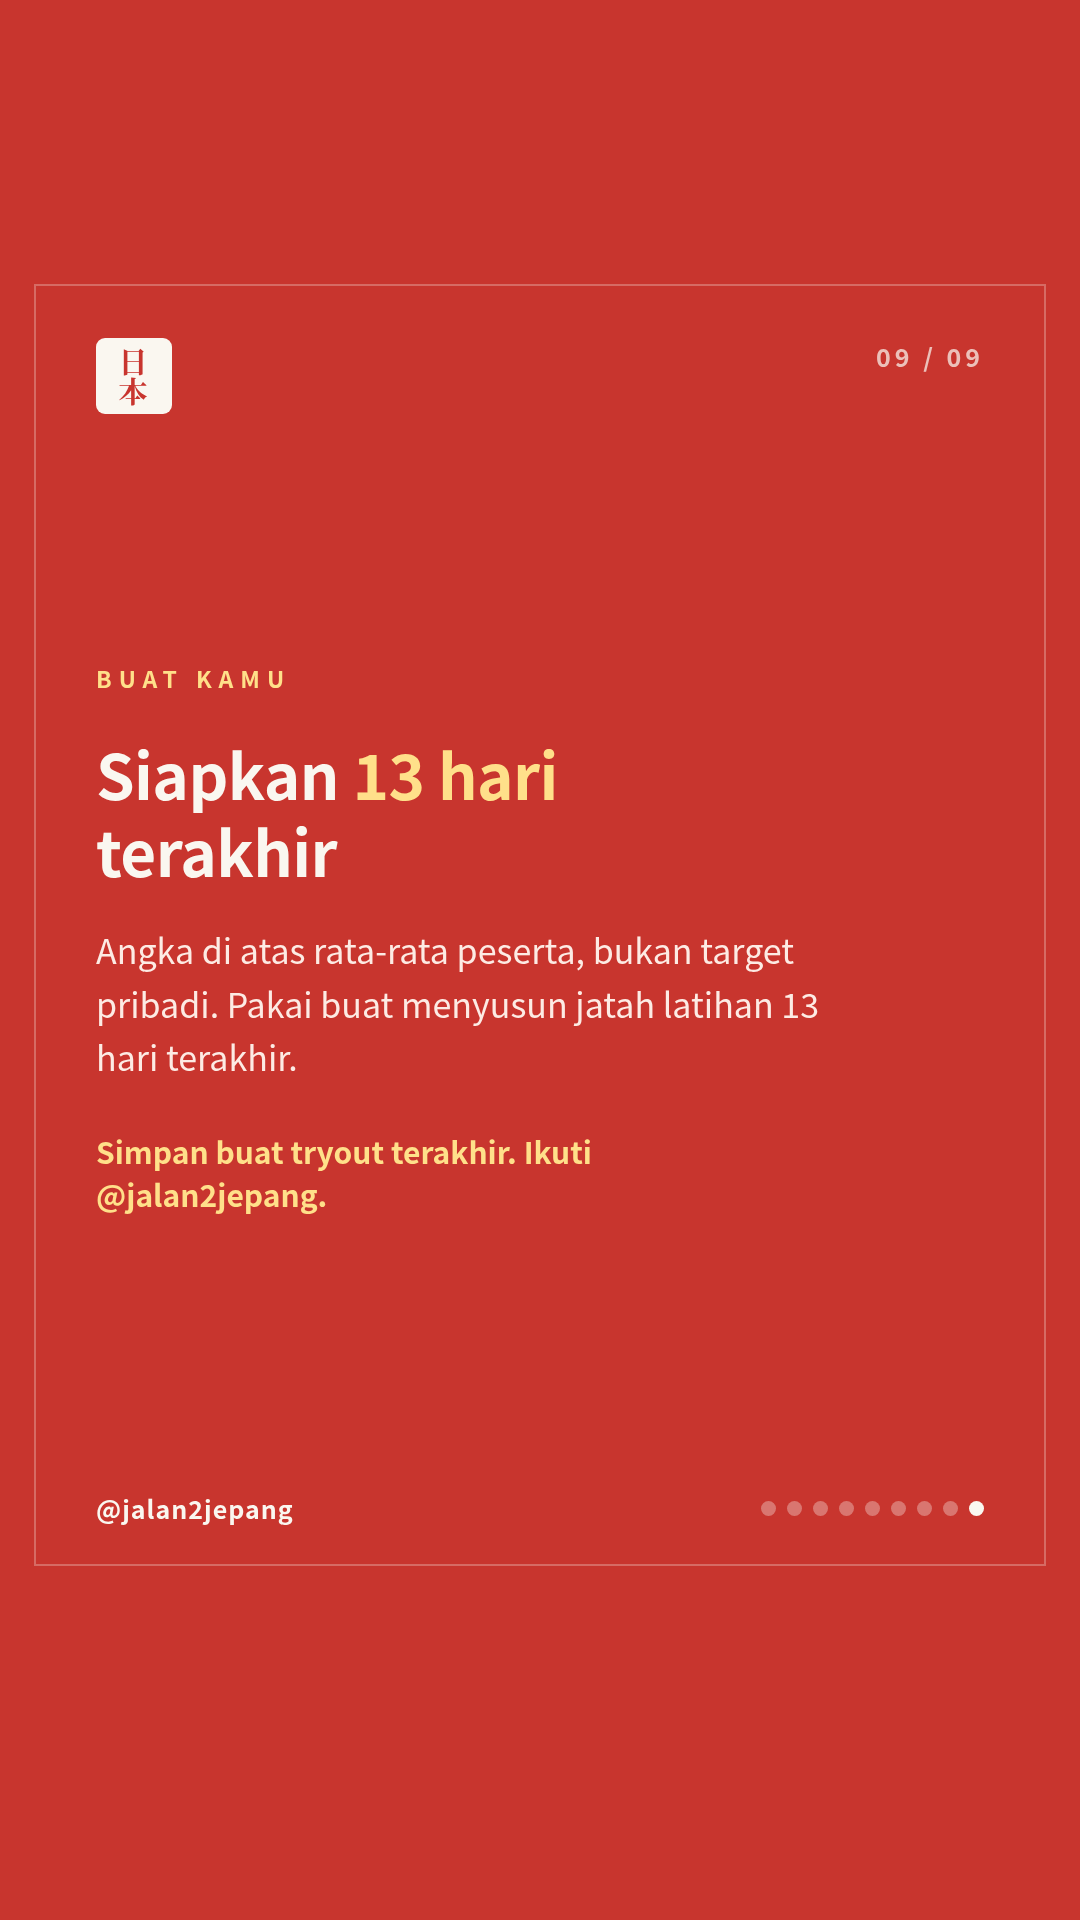 日
本
09 / 09
BUAT KAMU
Siapkan 13 hari
terakhir
Angka di atas rata-rata peserta, bukan target
pribadi. Pakai buat menyusun jatah latihan 13
hari terakhir.
Simpan buat tryout terakhir. Ikuti
@jalan2jepang.
@jalan2jepang